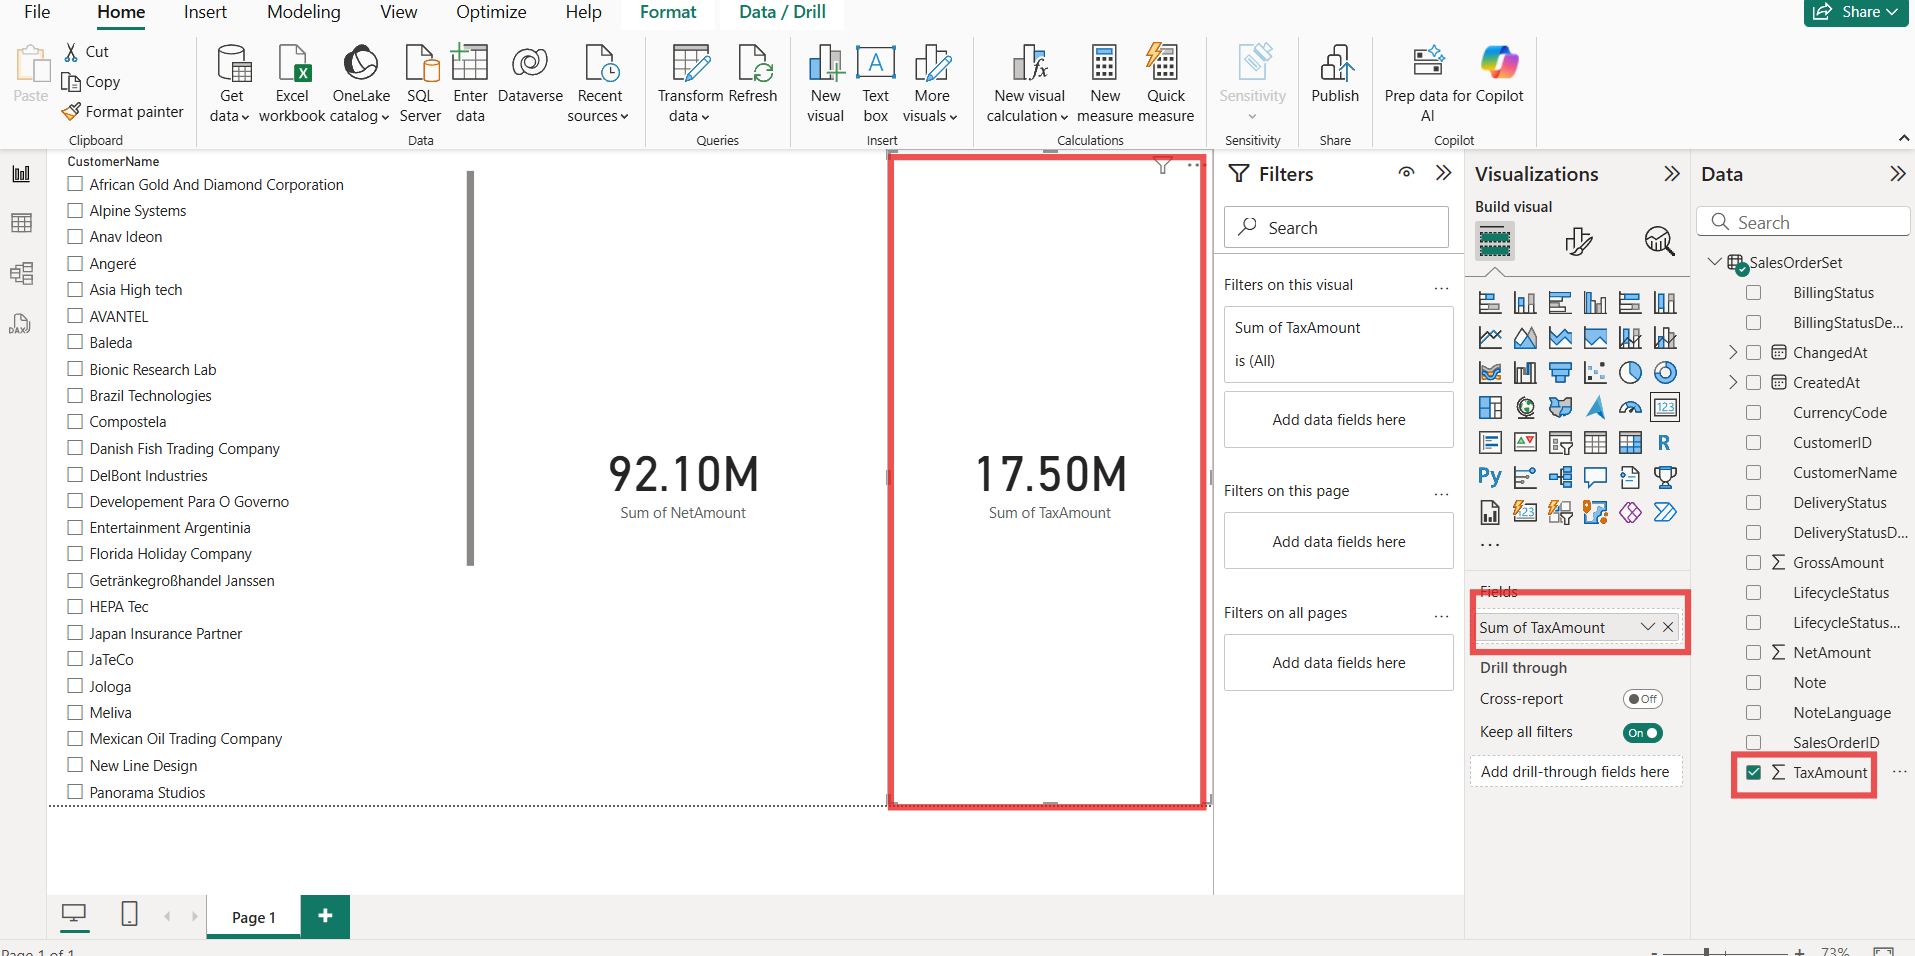 File Home Insert Modeling View Optimize Help Format Data / Drill Share
Paste
Cut
Copy
Format painter
Clipboard
Get data
Excel workbook
OneLake catalog
SQL Server
Enter data
Dataverse
Recent sources
Data
Transform data
Refresh
Queries
New visual
Text box
More visuals
Insert
New visual calculation
New measure
Quick measure
Calculations
Sensitivity
Sensitivity
Publish
Share
Prep data for AI
Copilot
Copilot
CustomerName
African Gold And Diamond Corporation
Alpine Systems
Anav Ideon
Angeré
Asia High tech
AVANTEL
Baleda
Bionic Research Lab
Brazil Technologies
Compostela
Danish Fish Trading Company
DelBont Industries
Developement Para O Governo
Entertainment Argentinia
Florida Holiday Company
Getränkegroßhandel Janssen
HEPA Tec
Japan Insurance Partner
JaTeCo
Jologa
Meliva
Mexican Oil Trading Company
New Line Design
Panorama Studios
92.10M
Sum of NetAmount
17.50M
Sum of TaxAmount
Filters
Search
Filters on this visual ...
Sum of TaxAmount
is (All)
Add data fields here
Filters on this page ...
Add data fields here
Filters on all pages ...
Add data fields here
Visualizations
Build visual
123
R
Py
123
...
Fields
Sum of TaxAmount
Drill through
Cross-report Off
Keep all filters On
Add drill-through fields here
Data
Search
SalesOrderSet
BillingStatus
BillingStatusDe...
ChangedAt
CreatedAt
CurrencyCode
CustomerID
CustomerName
DeliveryStatus
DeliveryStatusD...
Σ GrossAmount
LifecycleStatus
LifecycleStatus...
Σ NetAmount
Note
NoteLanguage
SalesOrderID
Σ TaxAmount ...
DAX
Page 1
+
Page 1 of 1
- + 73%